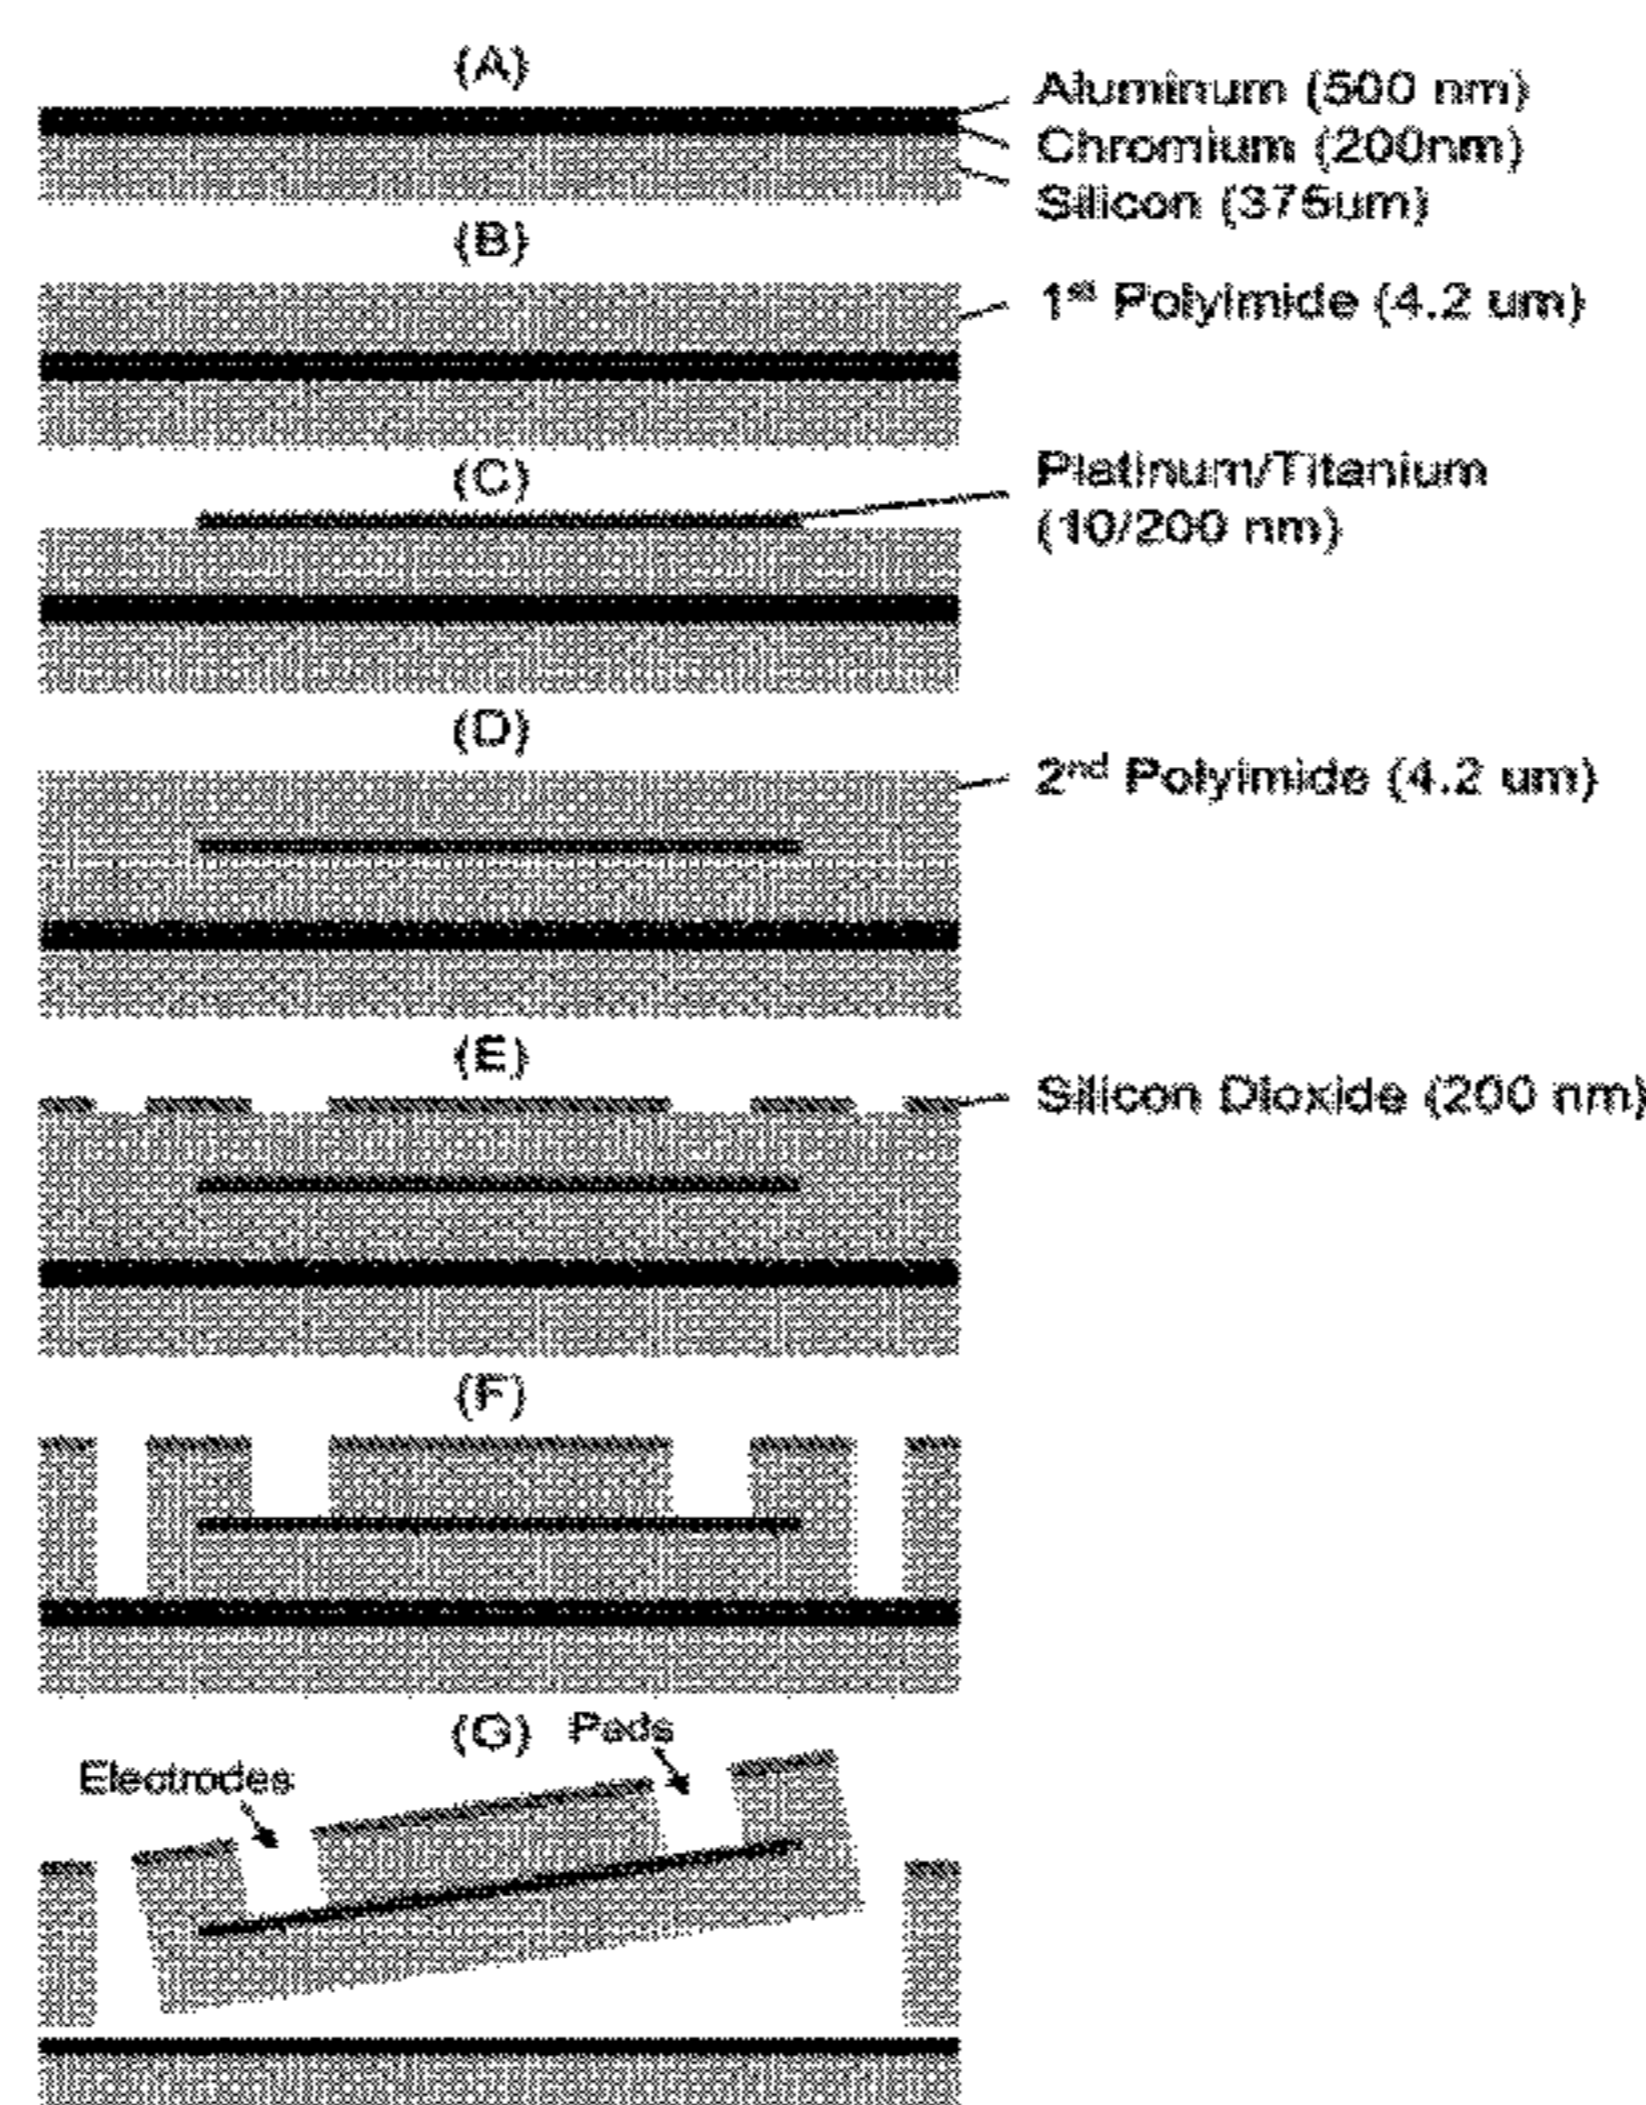 (A)
Aluminum (500 nm)
Chromium (200nm)
Silicon (375um)
(B)
1st Polyimide (4.2 um)
(C)
Platinum/Titanium
(10/200 nm)
(D)
2nd Polyimide (4.2 um)
(E)
Silicon Dioxide (200 nm)
(F)
(G)
Pads
Electrodes